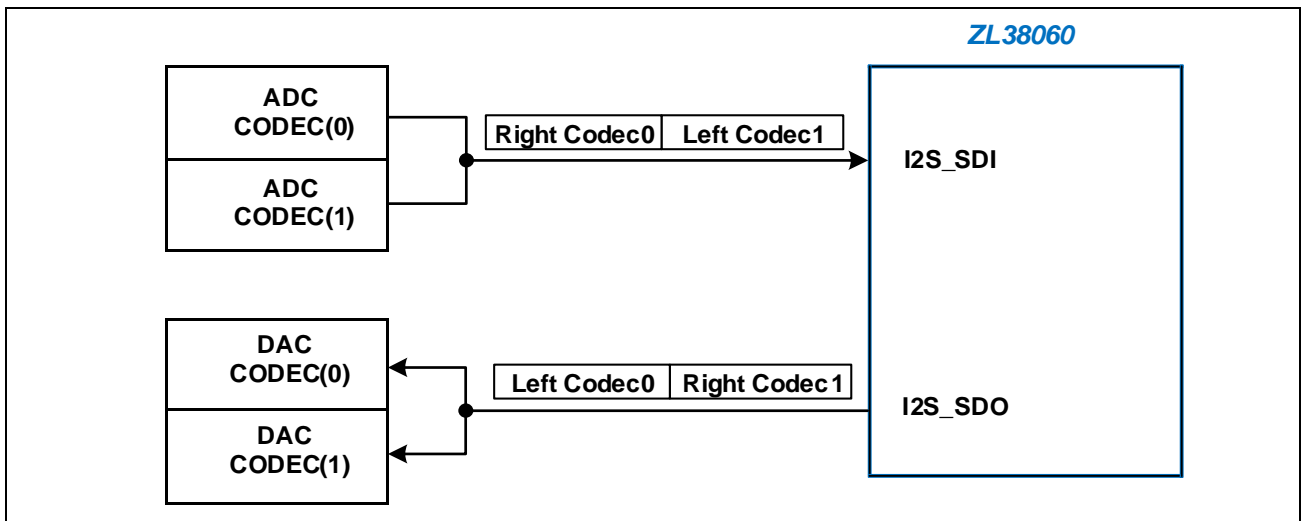 ZL38060
ADC
CODEC(0)
Right Codec0 Left Codec1
I2S_SDI
ADC
CODEC(1)
DAC
CODEC(0)
Left Codec0 Right Codec1
I2S_SDO
DAC
CODEC(1)